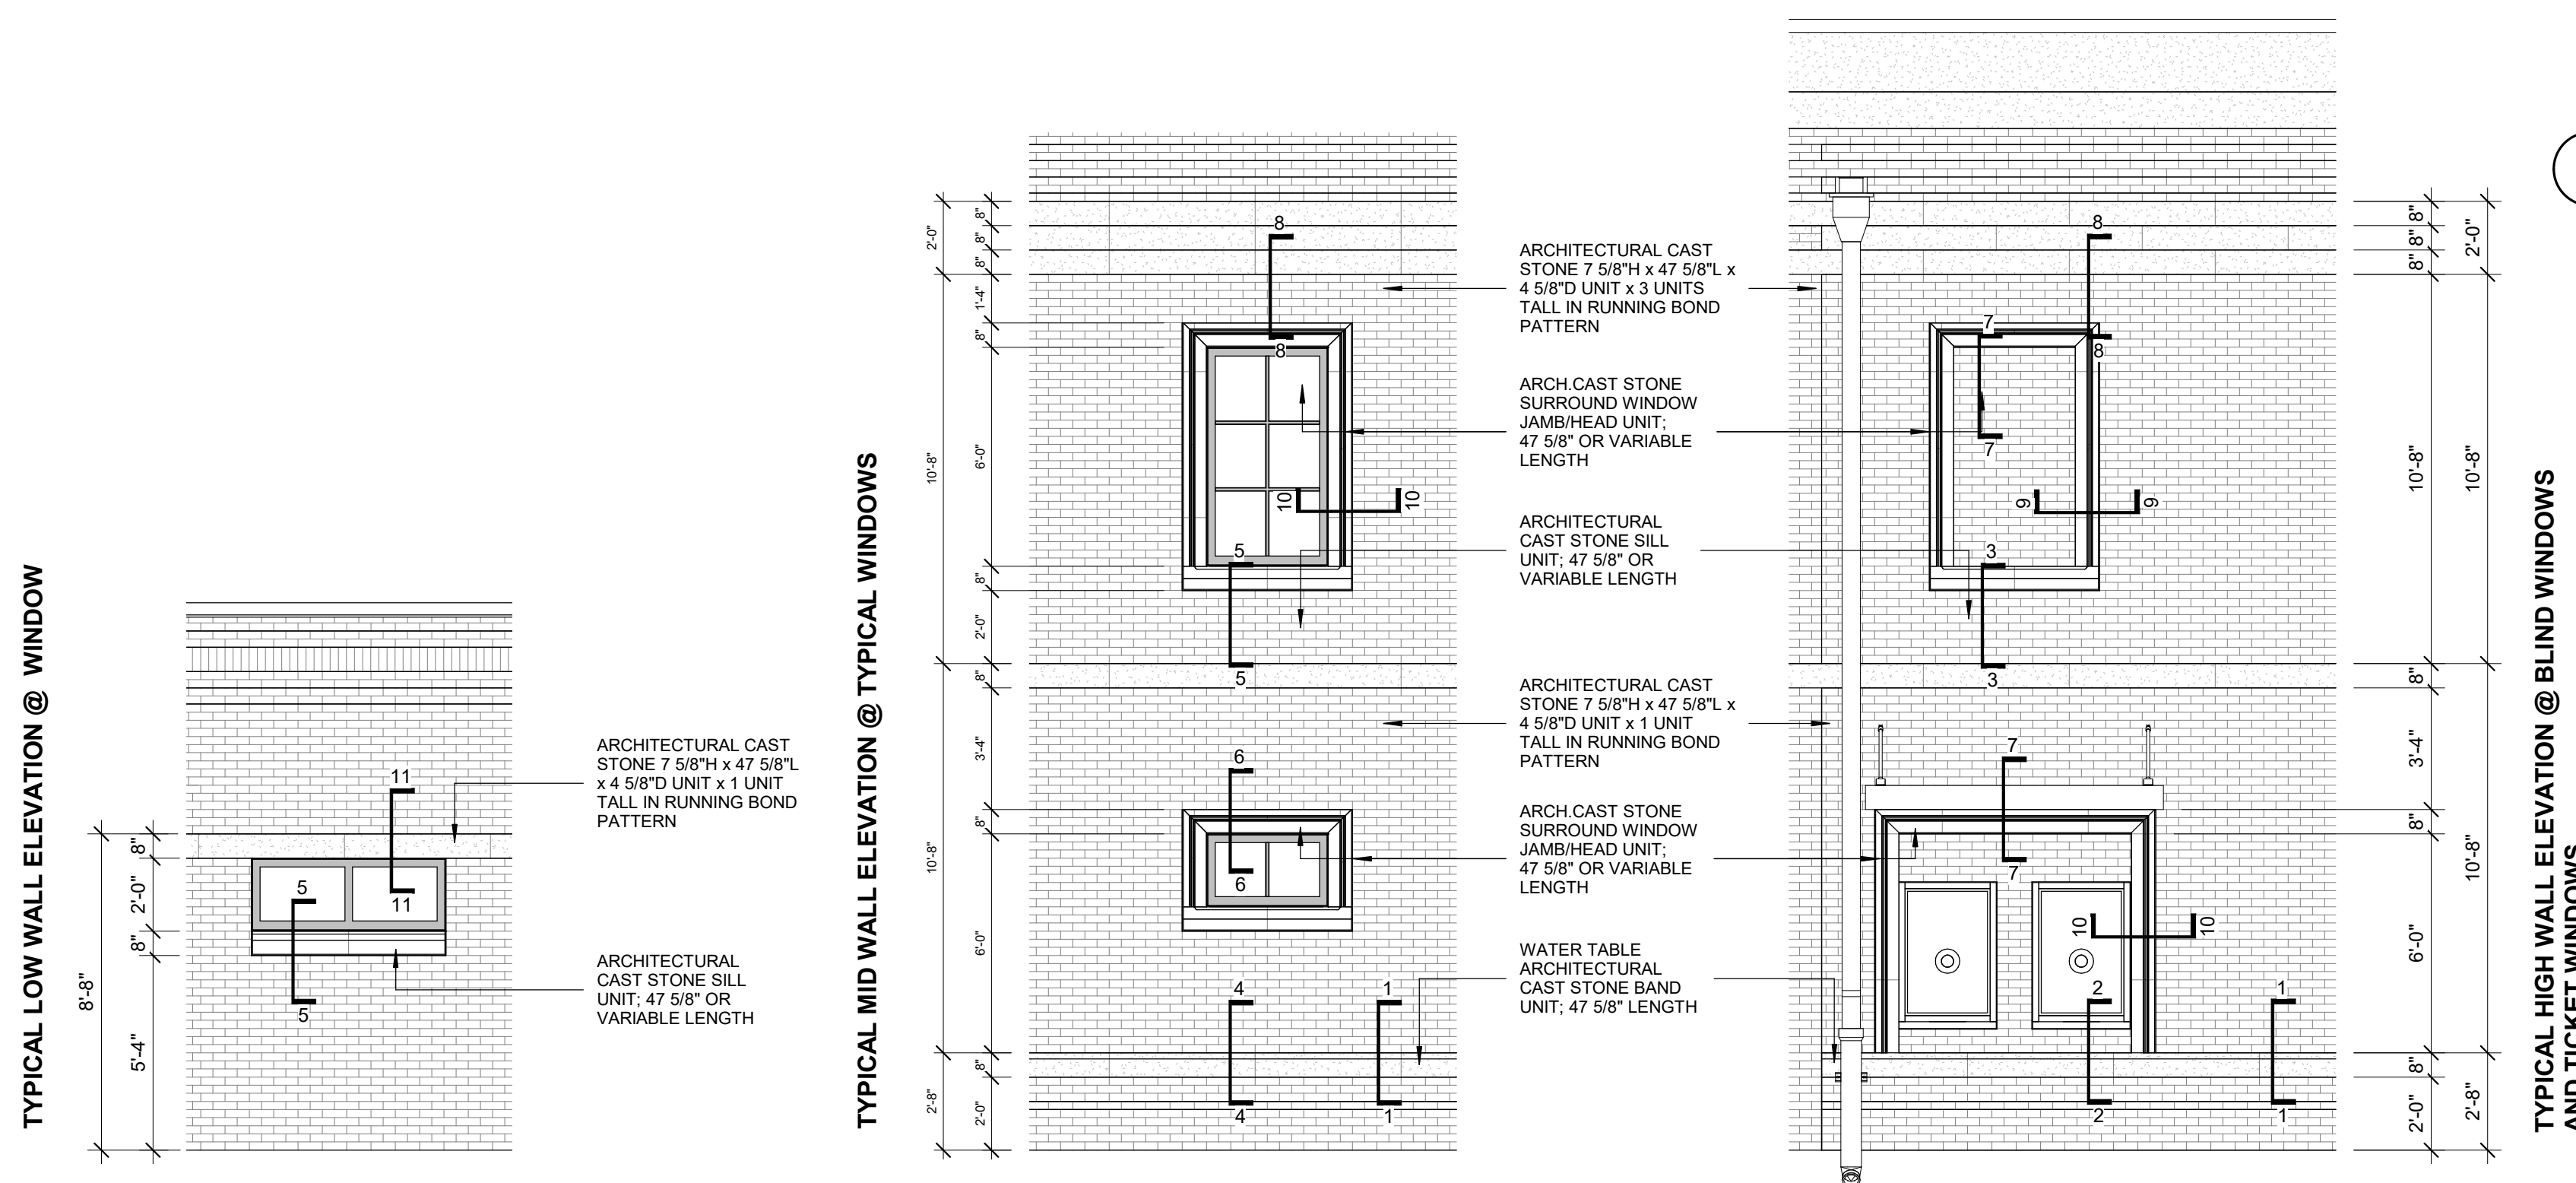 TYPICAL LOW WALL ELEVATION @  WINDOW
8'-8"
8"
2'-0"
8"
5'-4"
11
11
5
5
ARCHITECTURAL CAST
STONE 7 5/8"H x 47 5/8"L
x 4 5/8"D UNIT x 1 UNIT
TALL IN RUNNING BOND
PATTERN
ARCHITECTURAL
CAST STONE SILL
UNIT; 47 5/8" OR
VARIABLE LENGTH
TYPICAL MID WALL ELEVATION @ TYPICAL WINDOWS
2'-0"
10'-8"
10'-8"
2'-8"
8"
8"
8"
1'-4"
8"
6'-0"
8"
2'-0"
8"
3'-4"
8"
6'-0"
8"
2'-0"
8
8
10
10
5
5
6
6
4
4
1
1
ARCHITECTURAL CAST
STONE 7 5/8"H x 47 5/8"L x
4 5/8"D UNIT x 3 UNITS
TALL IN RUNNING BOND
PATTERN
ARCH.CAST STONE
SURROUND WINDOW
JAMB/HEAD UNIT;
47 5/8" OR VARIABLE
LENGTH
ARCHITECTURAL
CAST STONE SILL
UNIT; 47 5/8" OR
VARIABLE LENGTH
ARCHITECTURAL CAST
STONE 7 5/8"H x 47 5/8"L x
4 5/8"D UNIT x 1 UNIT
TALL IN RUNNING BOND
PATTERN
ARCH.CAST STONE
SURROUND WINDOW
JAMB/HEAD UNIT;
47 5/8" OR VARIABLE
LENGTH
WATER TABLE
ARCHITECTURAL
CAST STONE BAND
UNIT; 47 5/8" LENGTH
8
8
7
7
9
9
3
3
7
7
10
10
2
2
1
1
8"
8"
8"
10'-8"
8"
3'-4"
8"
6'-0"
8"
2'-0"
2'-0"
10'-8"
10'-8"
2'-8"
TYPICAL HIGH WALL ELEVATION @ BLIND WINDOWS
AND TICKET WINDOWS